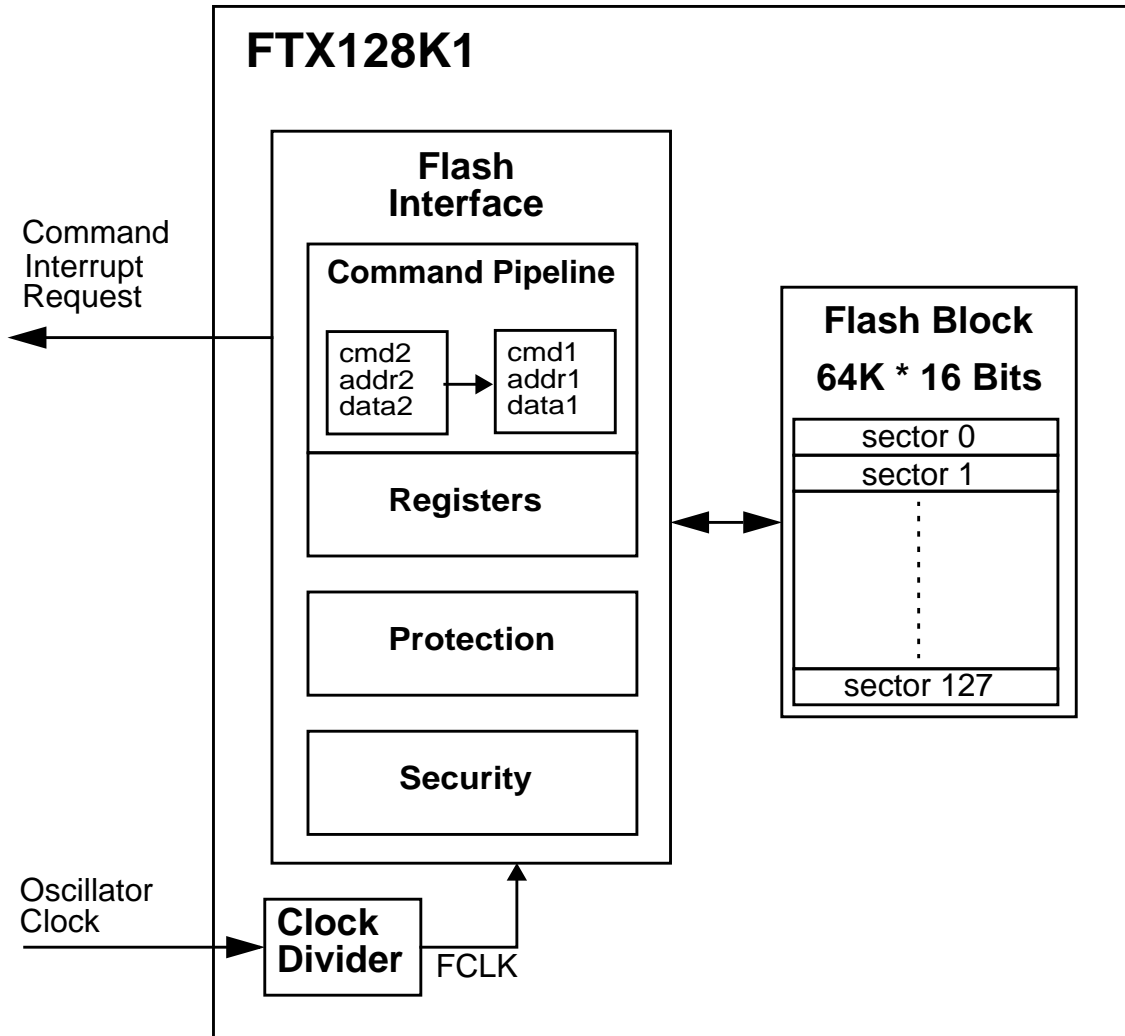 FTX128K1
Flash
Interface
Command
Interrupt
Request
Command Pipeline
cmd2
addr2
data2
cmd1
addr1
data1
Registers
Protection
Security
Flash Block
64K * 16 Bits
sector 0
sector 1
sector 127
Oscillator
Clock
Clock
Divider
FCLK